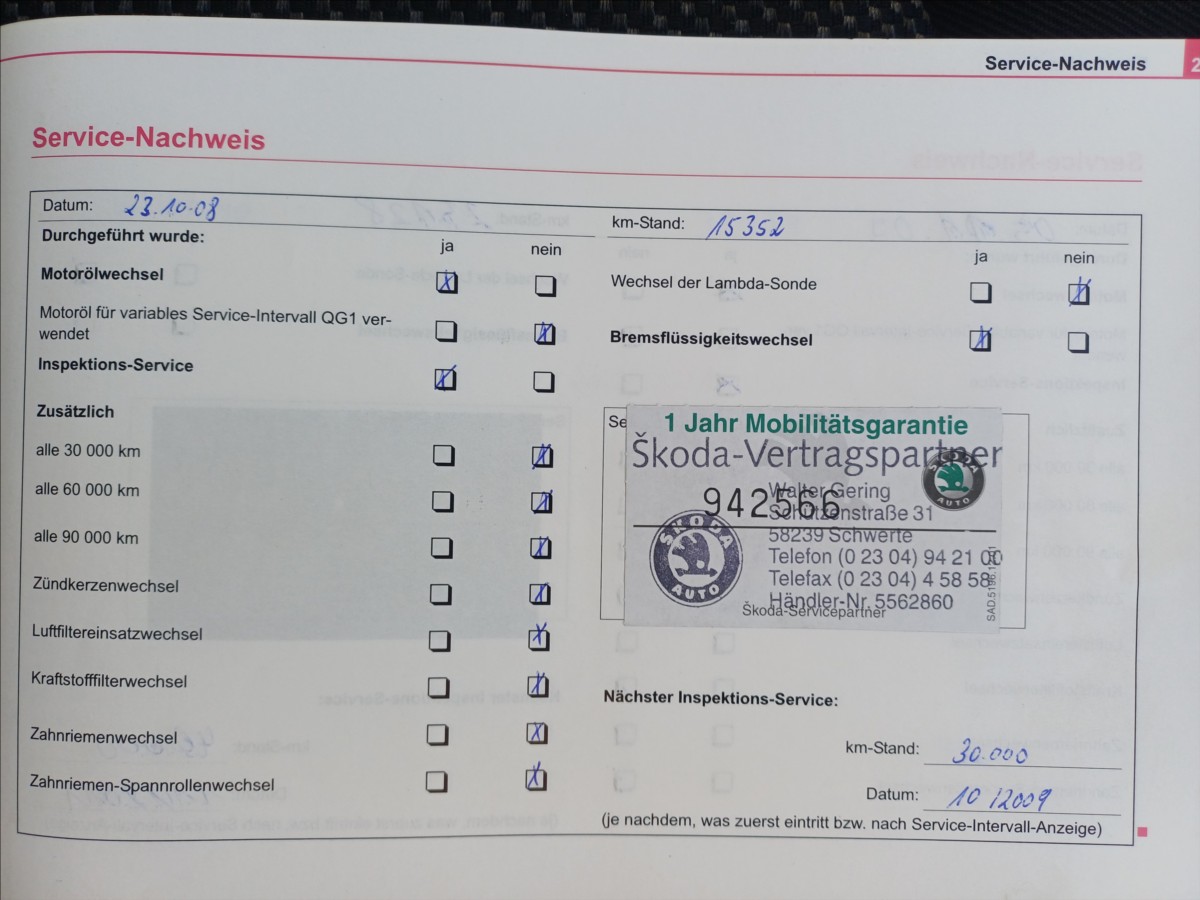 Service-Nachweis 2
Service-Nachweis
Datum: 23.10.08
km-Stand: 15352
Durchgeführt wurde:
ja nein
Motorölwechsel
Motoröl für variables Service-Intervall QG1 ver-
wendet
Inspektions-Service
Zusätzlich
alle 30 000 km
alle 60 000 km
alle 90 000 km
Zündkerzenwechsel
Luftfiltereinsatzwechsel
Kraftstofffilterwechsel
Zahnriemenwechsel
Zahnriemen-Spannrollenwechsel
ja nein
Wechsel der Lambda-Sonde
Bremsflüssigkeitswechsel
Se
1 Jahr Mobilitätsgarantie
Škoda-Vertragspartner
942566
Walter Gering
Schützenstraße 31
58239 Schwerte
Telefon (0 23 04) 94 21 00
Telefax (0 23 04) 4 58 58
Händler-Nr. 5562860
Škoda-Servicepartner
ŠKODA
AUTO
ŠKODA
AUTO
Nächster Inspektions-Service:
km-Stand: 30.000
Datum: 10/2009
(je nachdem, was zuerst eintritt bzw. nach Service-Intervall-Anzeige)